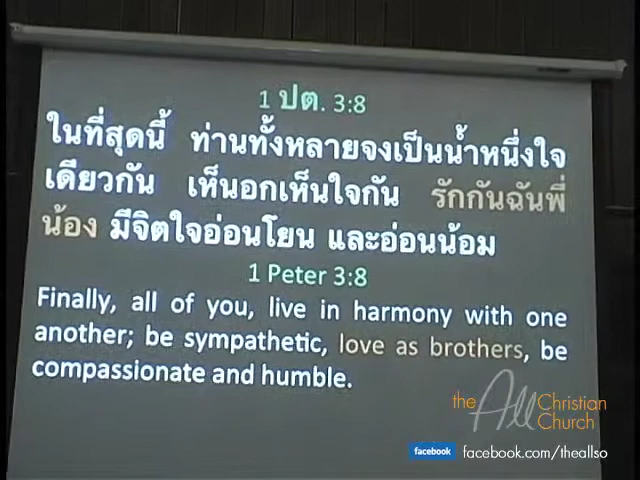 1 ปต. 3:8
ในที่สุดนี้ ท่านทั้งหลายจงเป็นน้ำหนึ่งใจ
เดียวกัน เห็นอกเห็นใจกัน รักกันฉันพี่
น้อง มีจิตใจอ่อนโยน และอ่อนน้อม
1 Peter 3:8
Finally, all of you, live in harmony with one
another; be sympathetic, love as brothers, be
compassionate and humble.
the All Christian
Church
facebook facebook.com/theallso